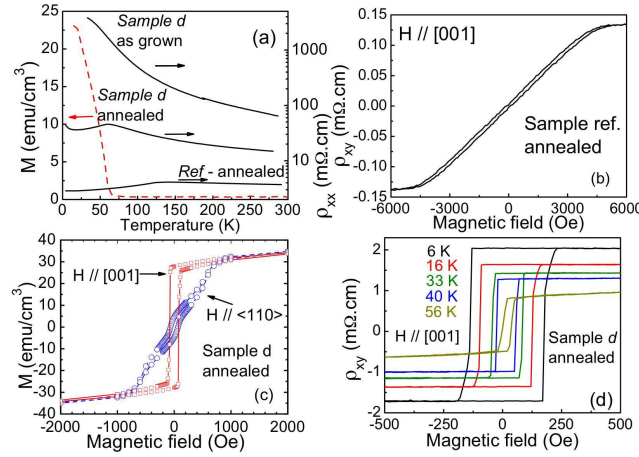 Sample d
as grown
(a)
Sample d
annealed
Ref - annealed
M (emu/cm³)
25
20
15
10
5
0
ρxx (mΩ.cm)
1000
100
10
0 50 100 150 200 250 300
Temperature (K)
H // [001]
Sample ref.
annealed
(b)
ρxy (mΩ.cm)
0.15
0.10
0.05
0.00
-0.05
-0.10
-0.15
-6000 -3000 0 3000 6000
Magnetic field (Oe)
H // [001]
H // <110>
Sample d
annealed
(c)
M (emu/cm³)
40
30
20
10
0
-10
-20
-30
-40
-2000 -1000 0 1000 2000
Magnetic field (Oe)
6 K
16 K
33 K
40 K
56 K
H // [001]
Sample d
annealed
(d)
ρxy (mΩ.cm)
2
1
0
-1
-2
-500 -250 0 250 500
Magnetic field (Oe)